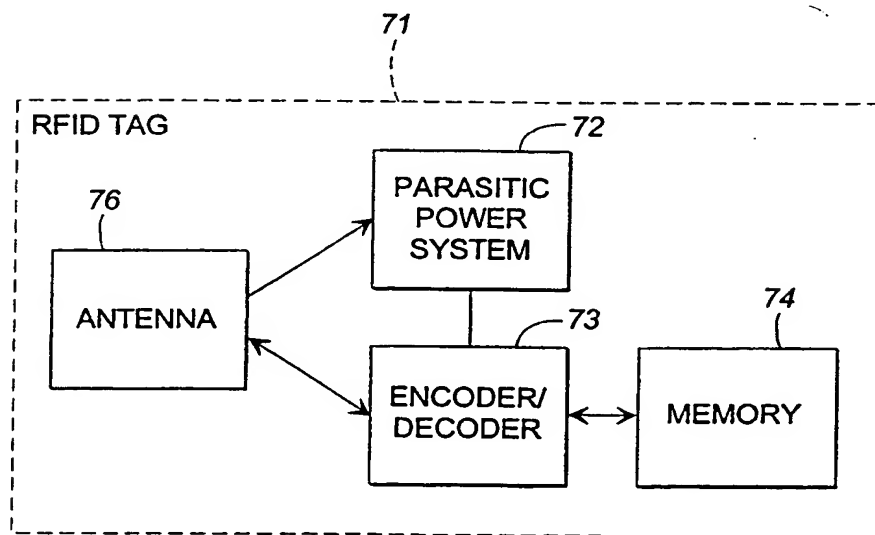 71
RFID TAG
72
PARASITIC
POWER
SYSTEM
76
ANTENNA
73
ENCODER/
DECODER
74
MEMORY